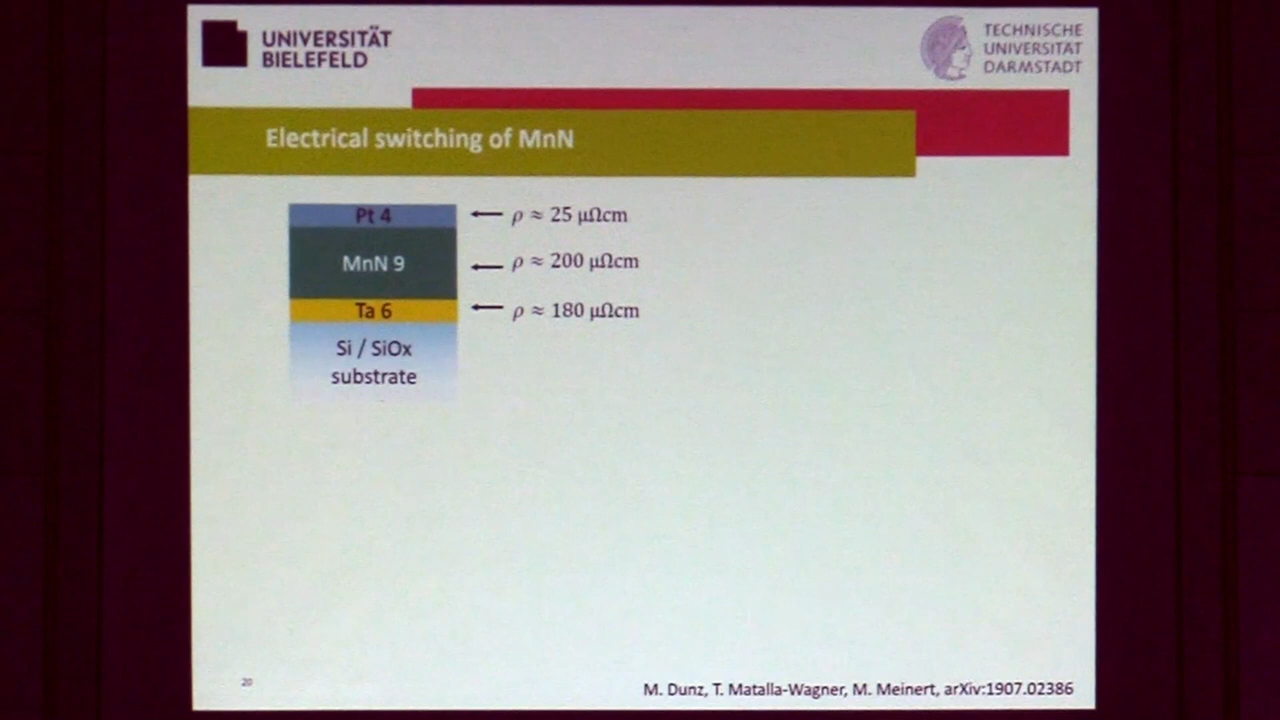 UNIVERSITÄT
BIELEFELD
TECHNISCHE
UNIVERSITÄT
DARMSTADT
Electrical switching of MnN
Pt 4
ρ ≈ 25 μΩcm
MnN 9
ρ ≈ 200 μΩcm
Ta 6
ρ ≈ 180 μΩcm
Si / SiOx
substrate
20
M. Dunz, T. Matalla-Wagner, M. Meinert, arXiv:1907.02386